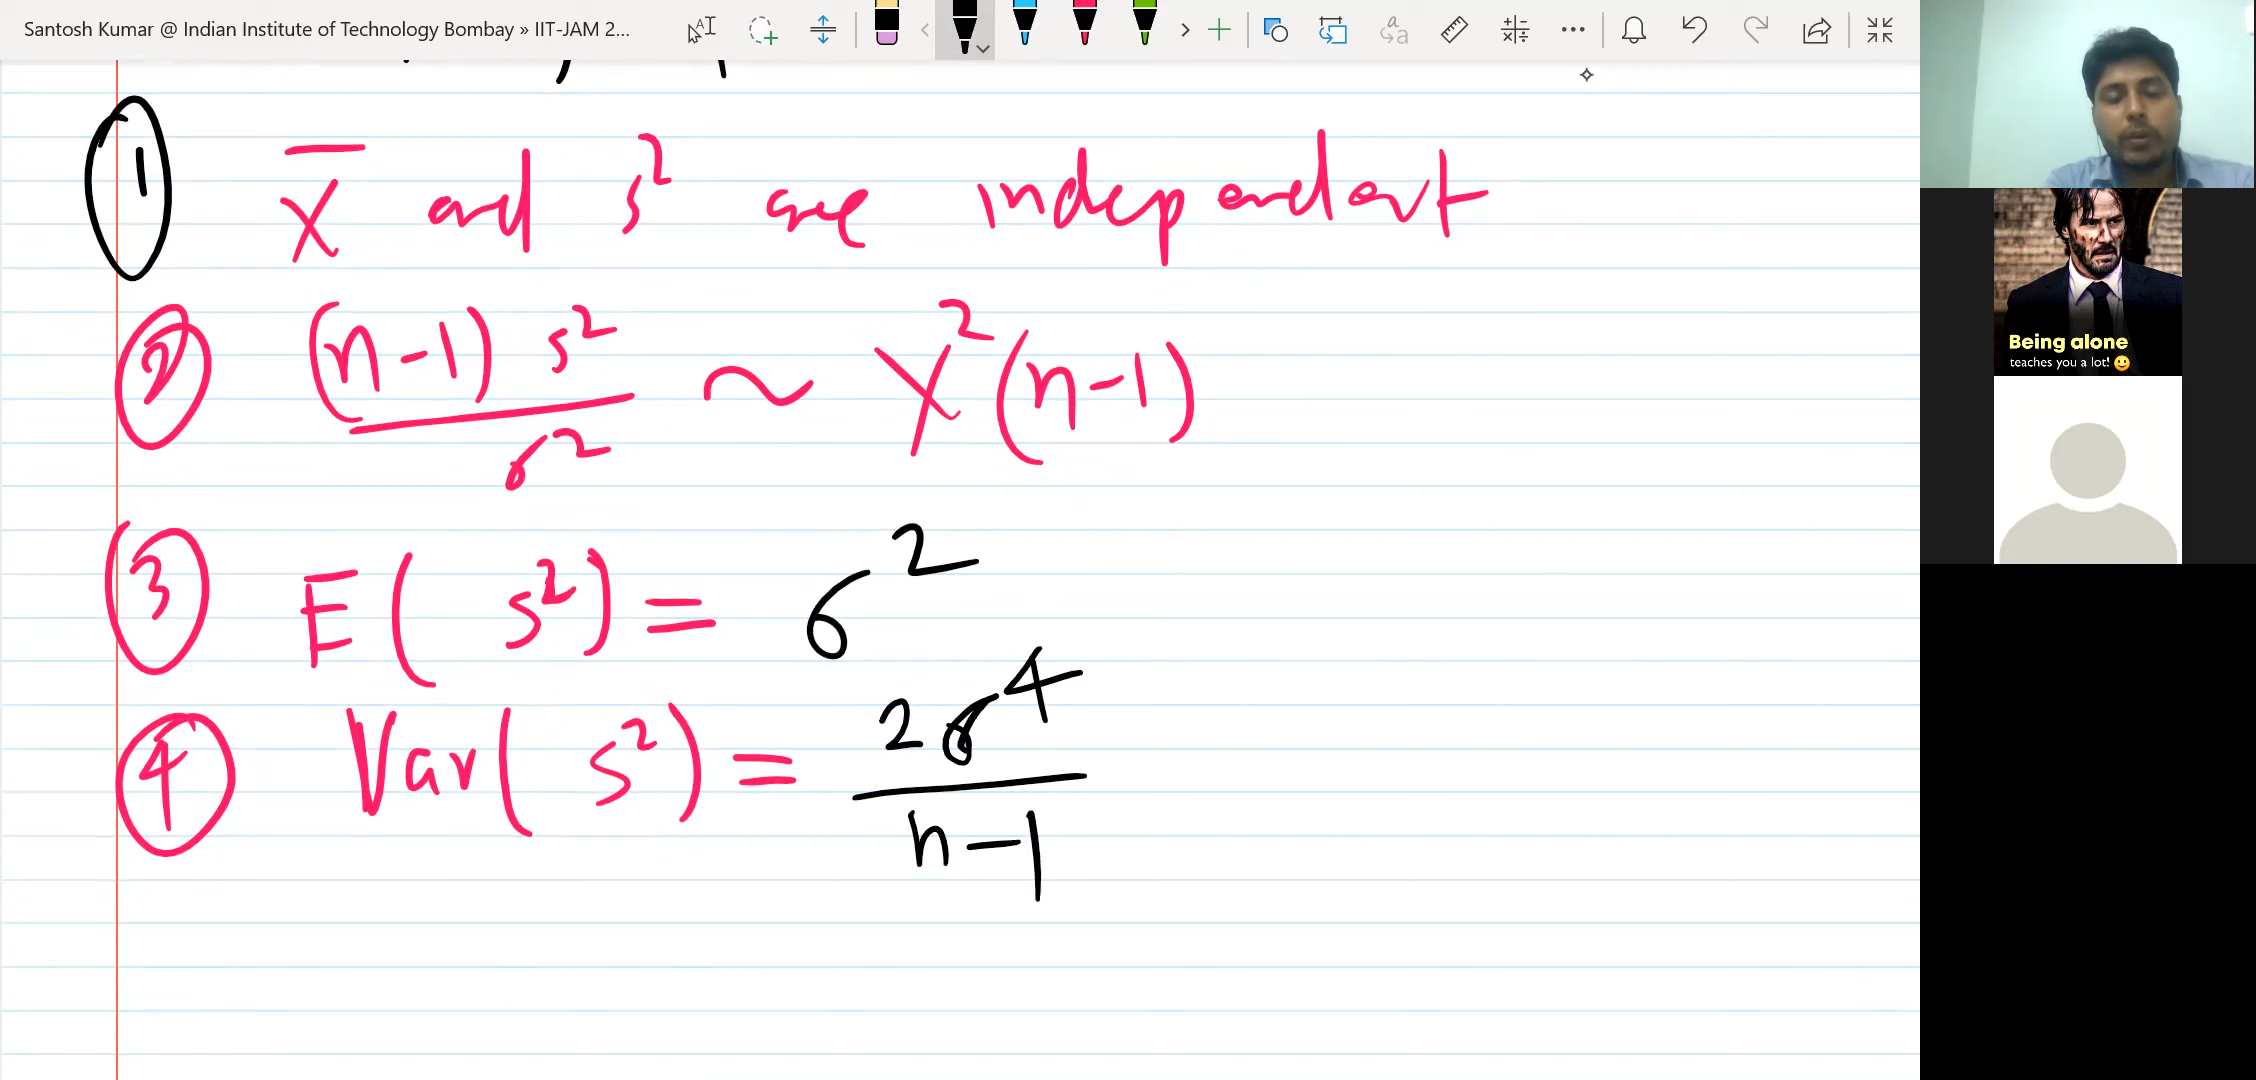 Santosh Kumar @ Indian Institute of Technology Bombay » IIT-JAM 2...
① X̄ and s² are independent
② (n-1) s² / σ² ~ χ²(n-1)
③ E( s²) = σ²
④ Var( s²) = 2σ⁴ / n-1
Being alone
teaches you a lot! 😀